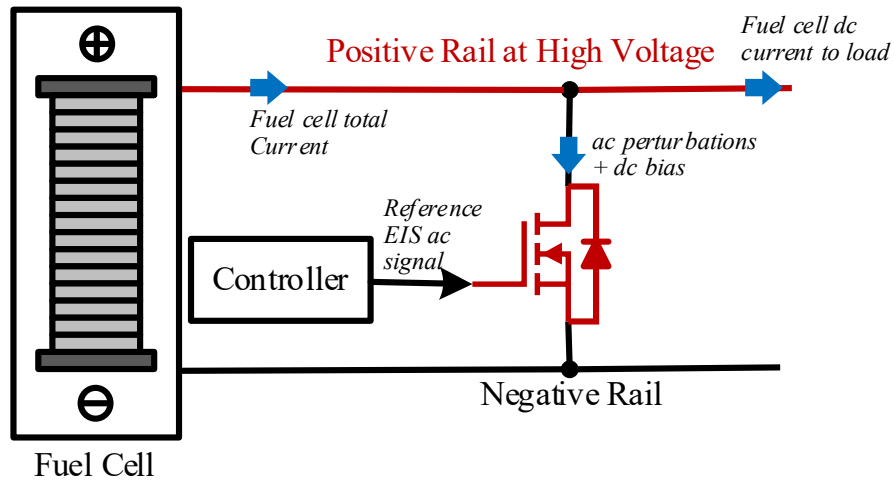 Positive Rail at High Voltage
Fuel cell dc
current to load
Fuel cell total
Current
ac perturbations
+ dc bias
Reference
EIS ac
signal
Controller
Negative Rail
Fuel Cell